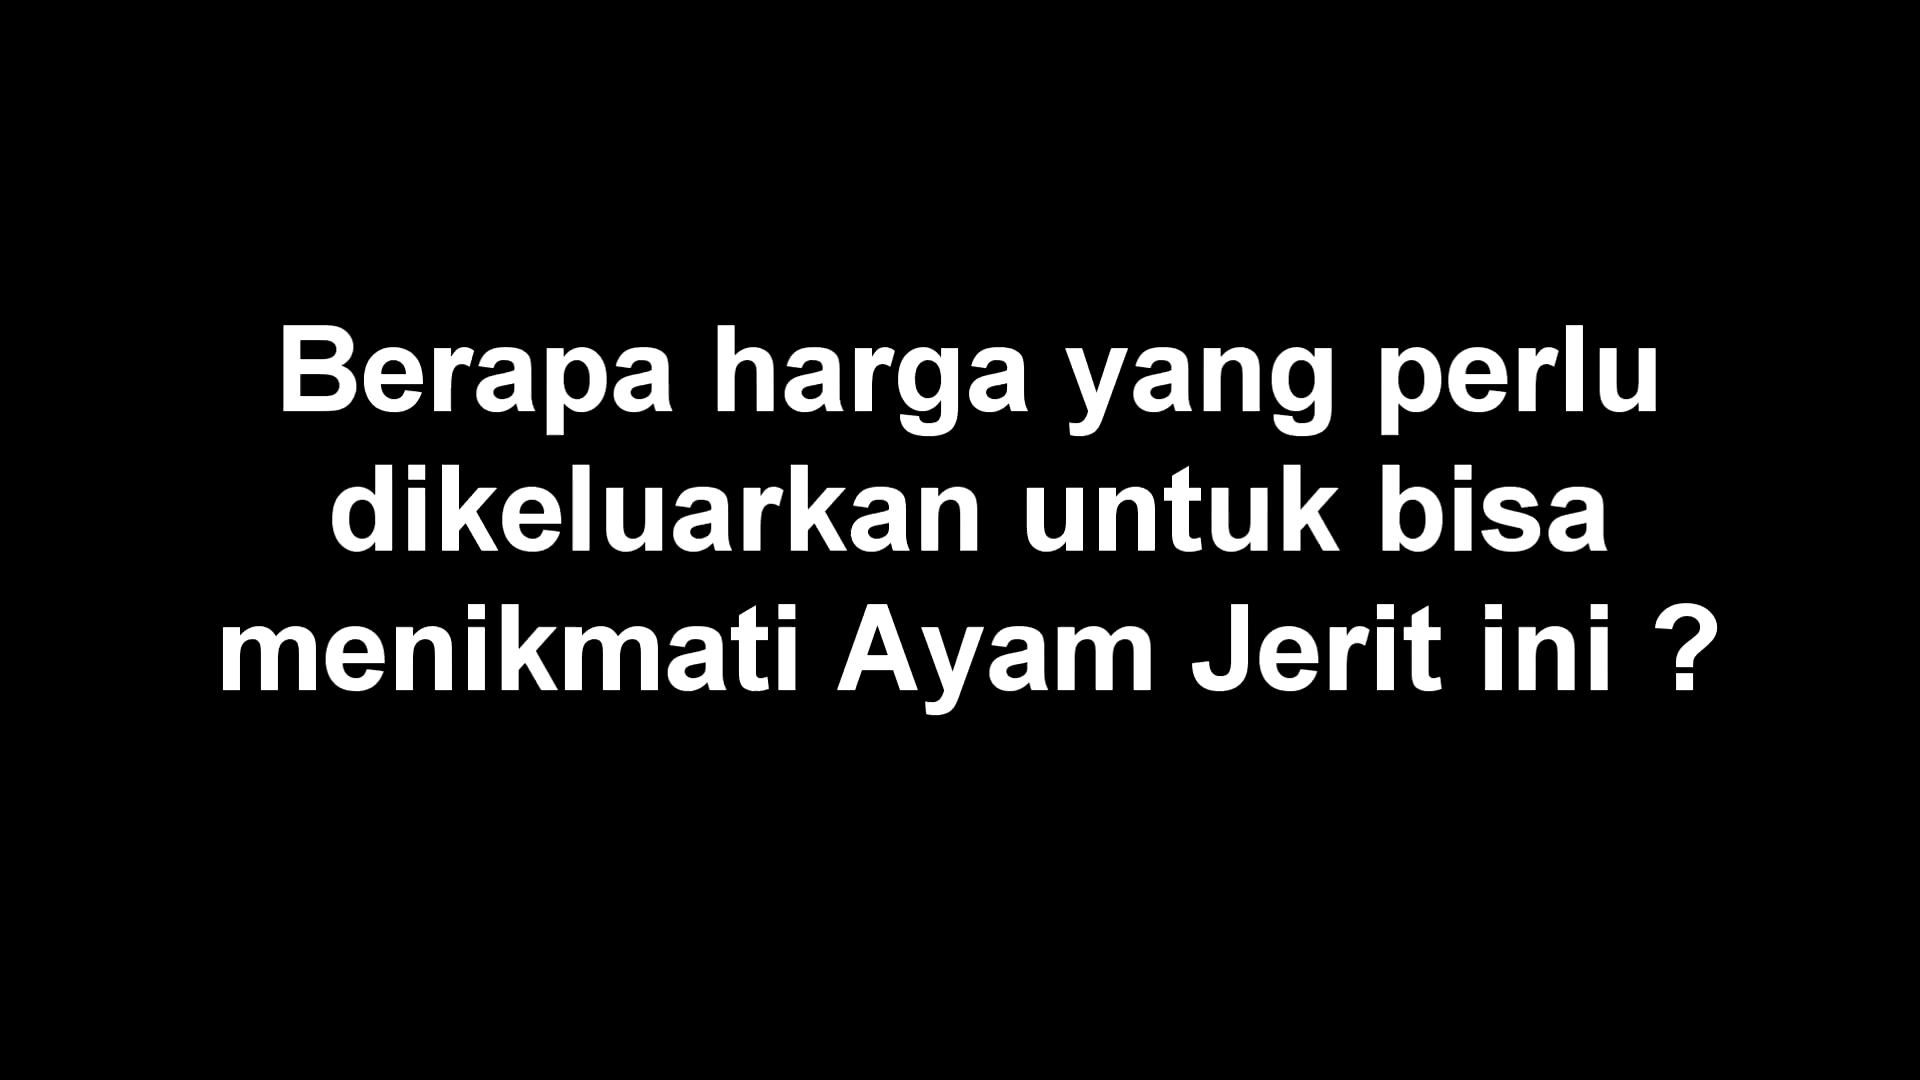 Berapa harga yang perlu
dikeluarkan untuk bisa
menikmati Ayam Jerit ini ?